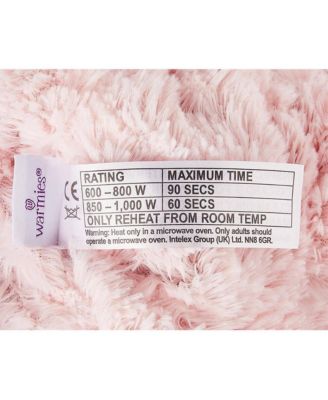 warmies®
CE
RATING MAXIMUM TIME
600 – 800 W 90 SECS
850 – 1,000 W 60 SECS
ONLY REHEAT FROM ROOM TEMP
Warning: Heat only in a microwave oven. Only adults should
operate a microwave oven. Intelex Group (UK) Ltd. NN8 6GR.